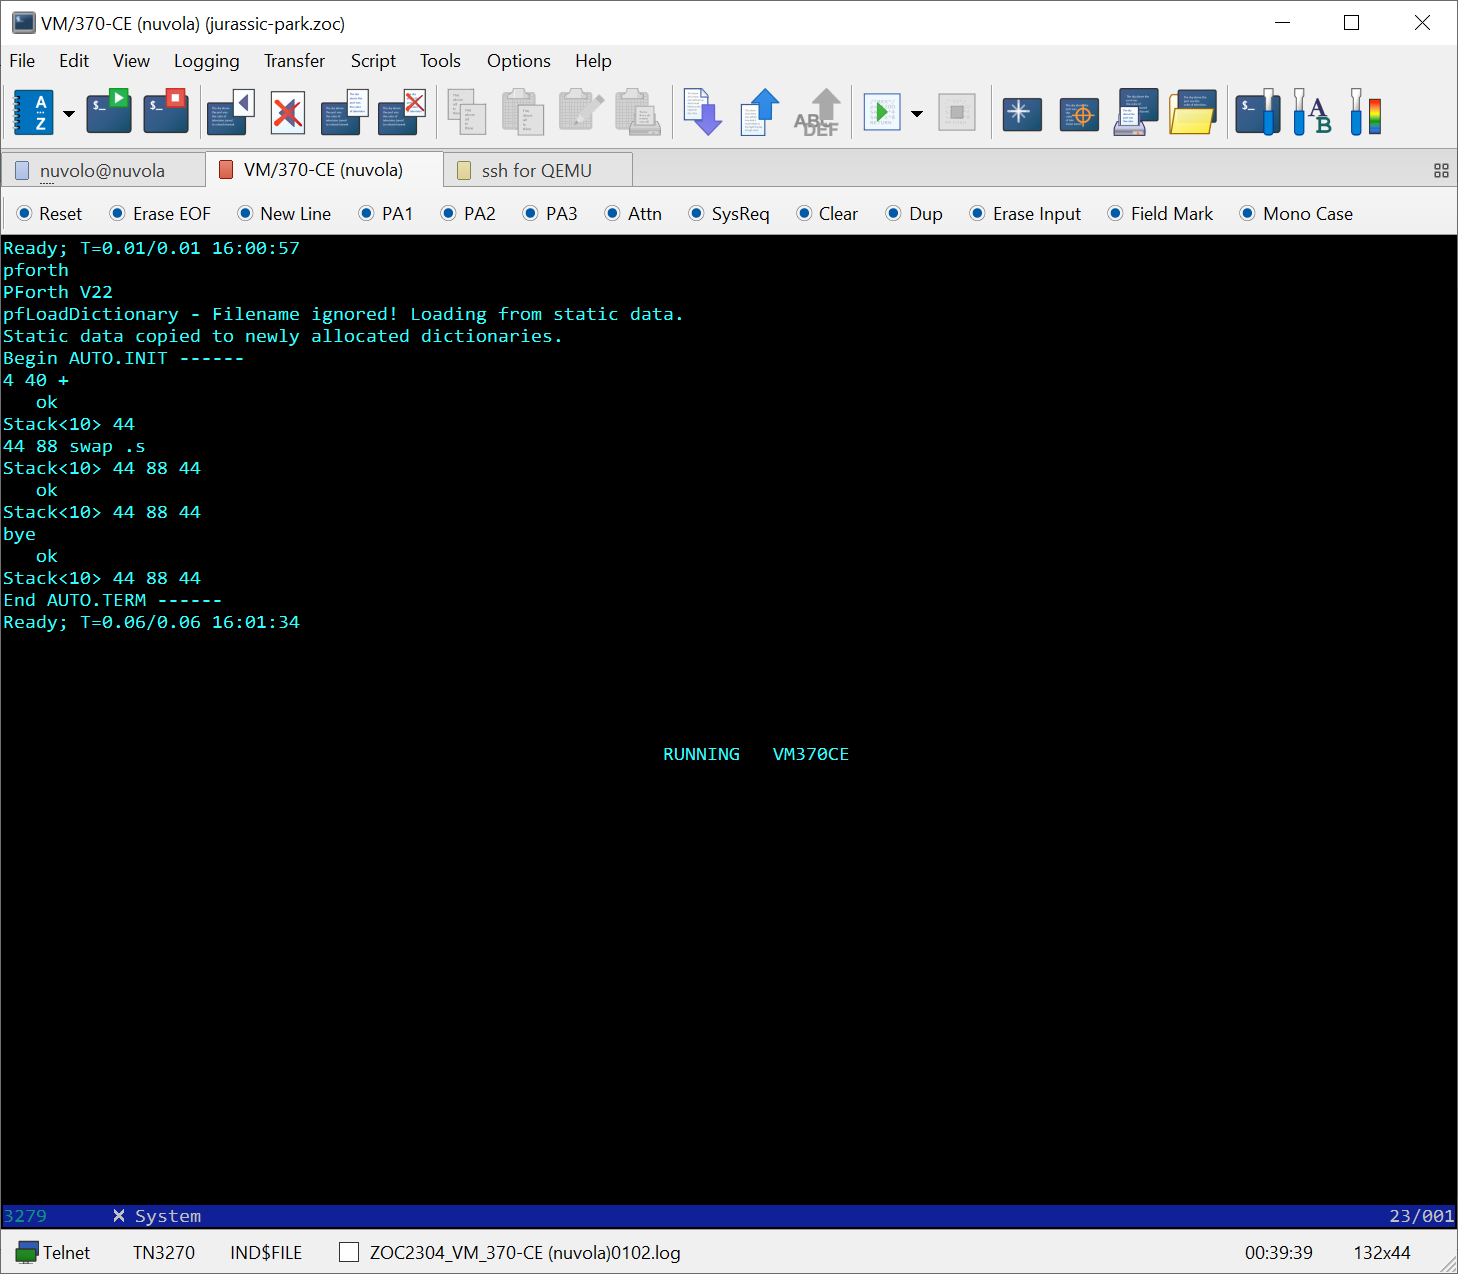 VM/370-CE (nuvola) (jurassic-park.zoc)
File Edit View Logging Transfer Script Tools Options Help
nuvolo@nuvola VM/370-CE (nuvola) ssh for QEMU
Reset Erase EOF New Line PA1 PA2 PA3 Attn SysReq Clear Dup Erase Input Field Mark Mono Case
Ready; T=0.01/0.01 16:00:57
pforth
PForth V22
pfLoadDictionary - Filename ignored! Loading from static data.
Static data copied to newly allocated dictionaries.
Begin AUTO.INIT ------
4 40 +
ok
Stack<10> 44
44 88 swap .s
Stack<10> 44 88 44
ok
Stack<10> 44 88 44
bye
ok
Stack<10> 44 88 44
End AUTO.TERM ------
Ready; T=0.06/0.06 16:01:34
RUNNING VM370CE
3279 X System 23/001
Telnet TN3270 IND$FILE ZOC2304_VM_370-CE (nuvola)0102.log 00:39:39 132x44